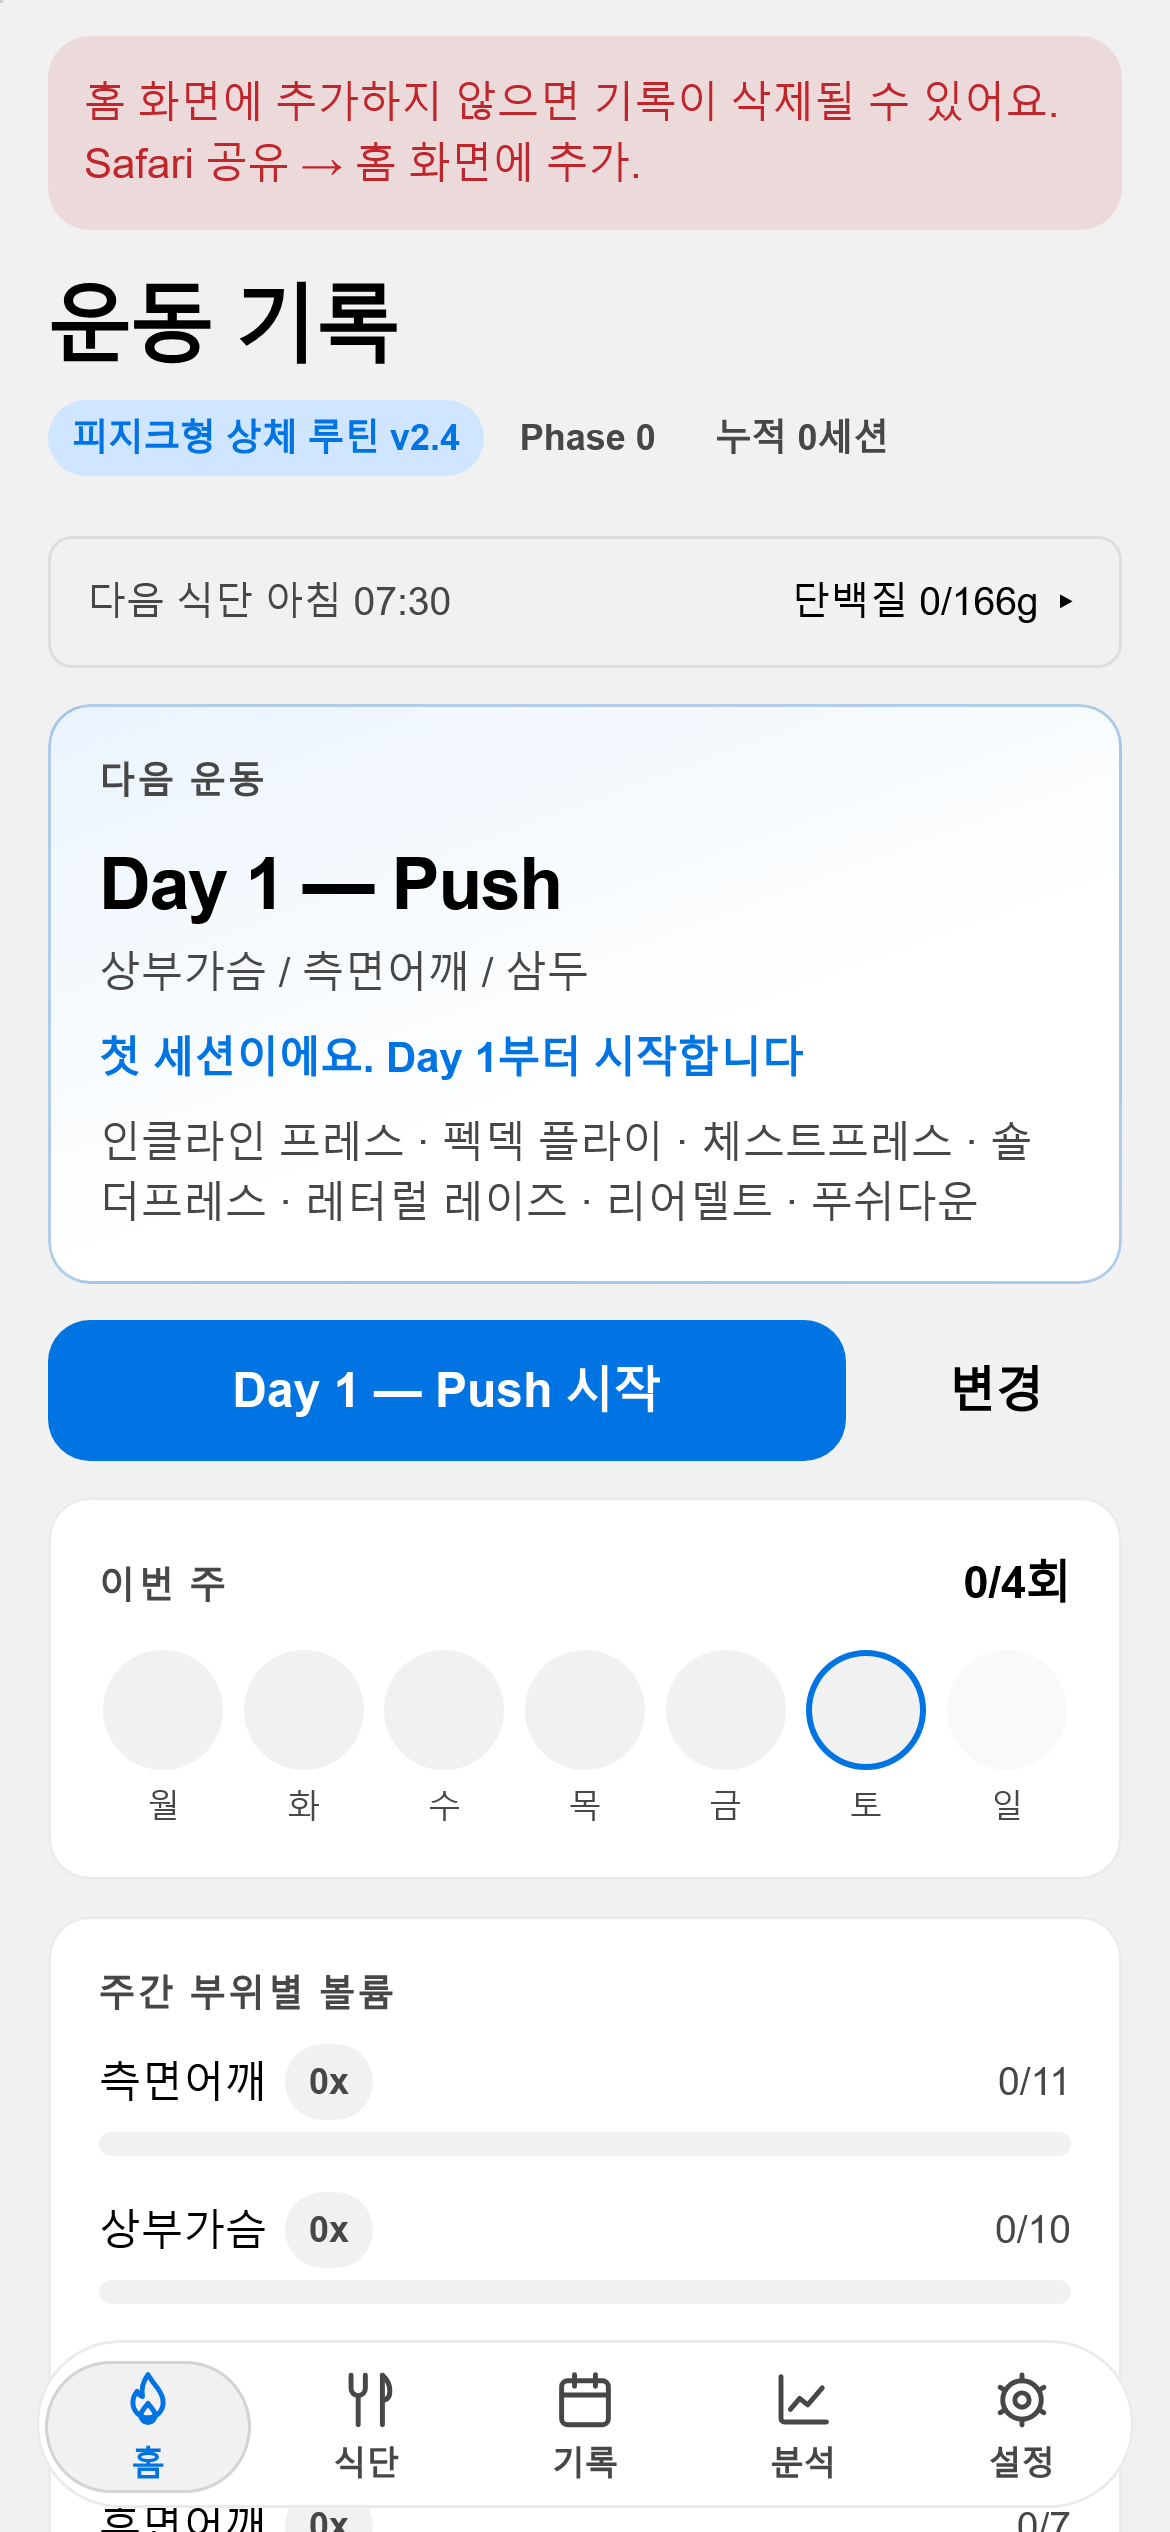 홈 화면에 추가하지 않으면 기록이 삭제될 수 있어요.
Safari 공유 → 홈 화면에 추가.
운동 기록
피지크형 상체 루틴 v2.4 Phase 0 누적 0세션
다음 식단 아침 07:30 단백질 0/166g ▸
다음 운동
Day 1 — Push
상부가슴 / 측면어깨 / 삼두
첫 세션이에요. Day 1부터 시작합니다
인클라인 프레스 · 펙덱 플라이 · 체스트프레스 · 숄
더프레스 · 레터럴 레이즈 · 리어델트 · 푸쉬다운
Day 1 — Push 시작 변경
이번 주 0/4회
월 화 수 목 금 토 일
주간 부위별 볼륨
측면어깨 0x 0/11
상부가슴 0x 0/10
홈 식단 기록 분석 설정
후면어깨 0x 0/7